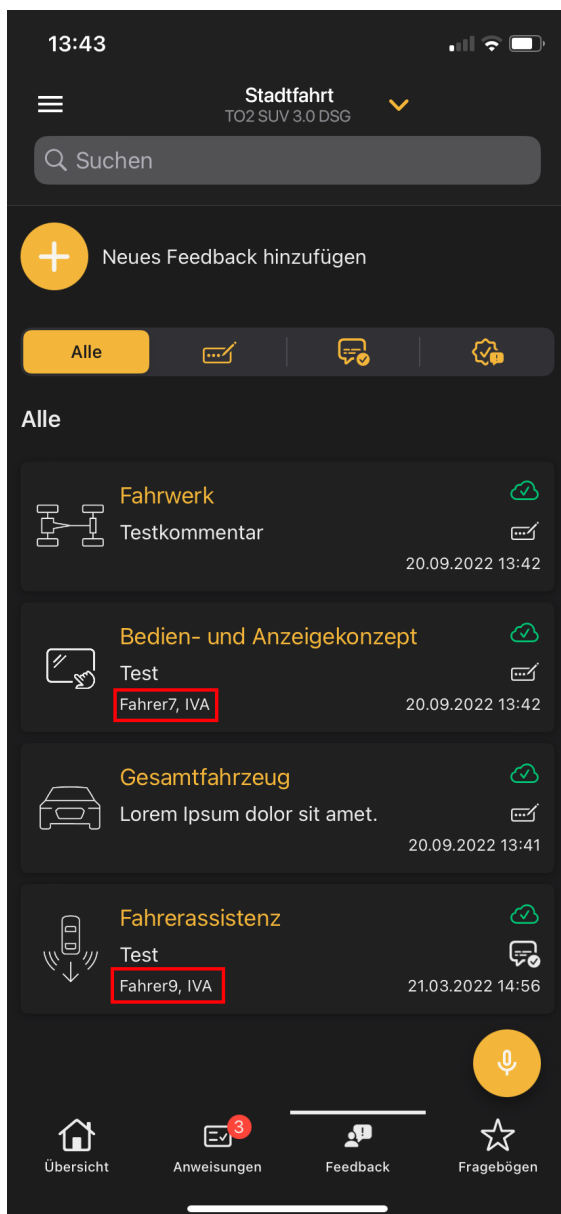 13:43
Stadtfahrt
TO2 SUV 3.0 DSG
Suchen
Neues Feedback hinzufügen
Alle
Alle
Fahrwerk
Testkommentar
20.09.2022 13:42
Bedien- und Anzeigekonzept
Test
Fahrer7, IVA
20.09.2022 13:42
Gesamtfahrzeug
Lorem Ipsum dolor sit amet.
20.09.2022 13:41
Fahrerassistenz
Test
Fahrer9, IVA
21.03.2022 14:56
3
Übersicht
Anweisungen
Feedback
Fragebögen